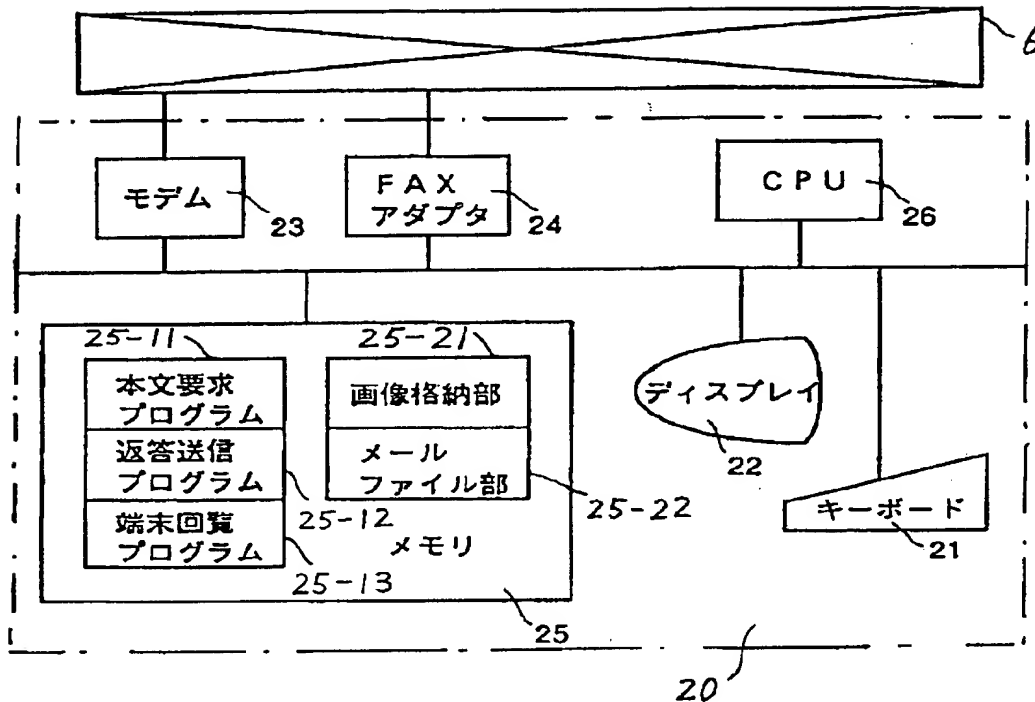 6
モデム
23
FAX
アダプタ
24
CPU
26
25-11
本文要求
プログラム
返答送信
プログラム
25-12
端末回覧
プログラム
25-13
25-21
画像格納部
メール
ファイル部
25-22
メモリ
25
ディスプレイ
22
キーボード
21
20